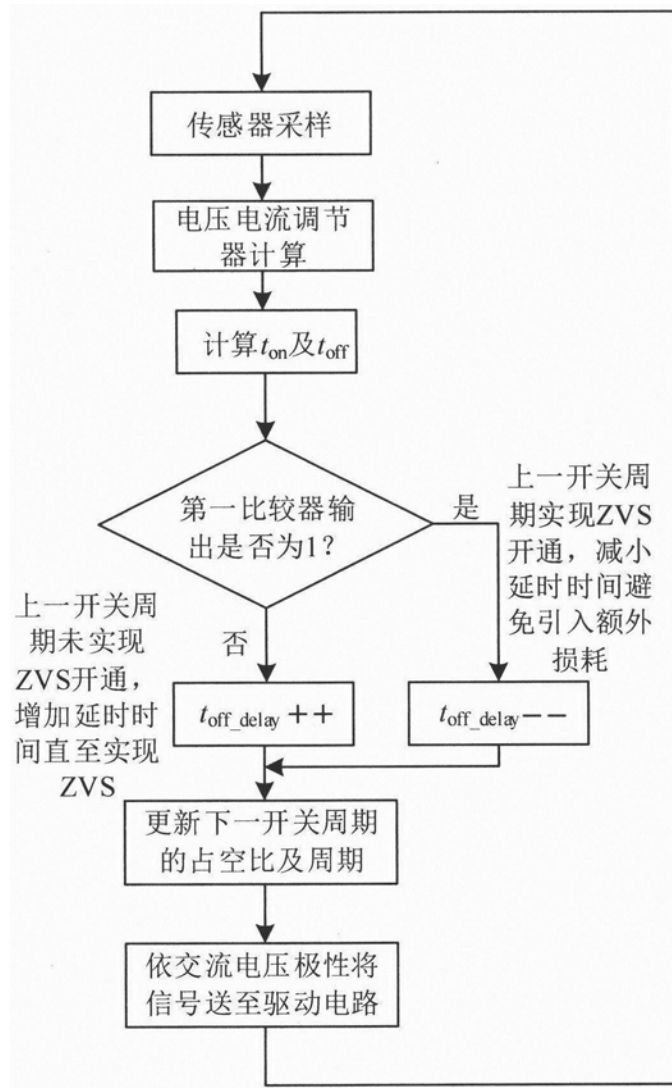 传感器采样
电压电流调节
器计算
计算t_on及t_off
第一比较器输
出是否为1？
是
上一开关周
期实现ZVS
开通，减小
延时时间避
免引入额外
损耗
否
上一开关周
期未实现
ZVS开通，
增加延时时
间直至实现
ZVS
t_off_delay++
t_off_delay−−
更新下一开关周期
的占空比及周期
依交流电压极性将
信号送至驱动电路